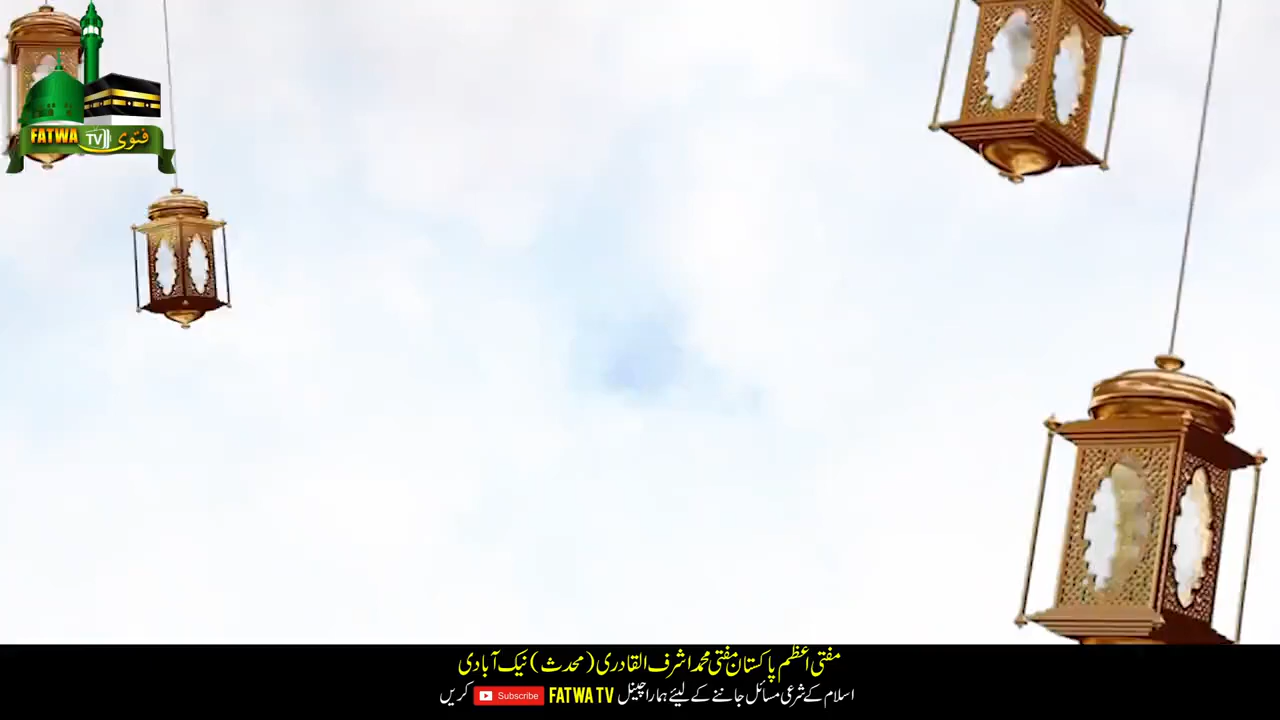 FATWA TV فتوی
مفتی اعظم پاکستان مفتی محمد اشرف القادری (محدث) نیک آبادی
اسلام کے شرعی مسائل جاننے کے لیئے ہمارا چینل FATWA TV Subscribe کریں